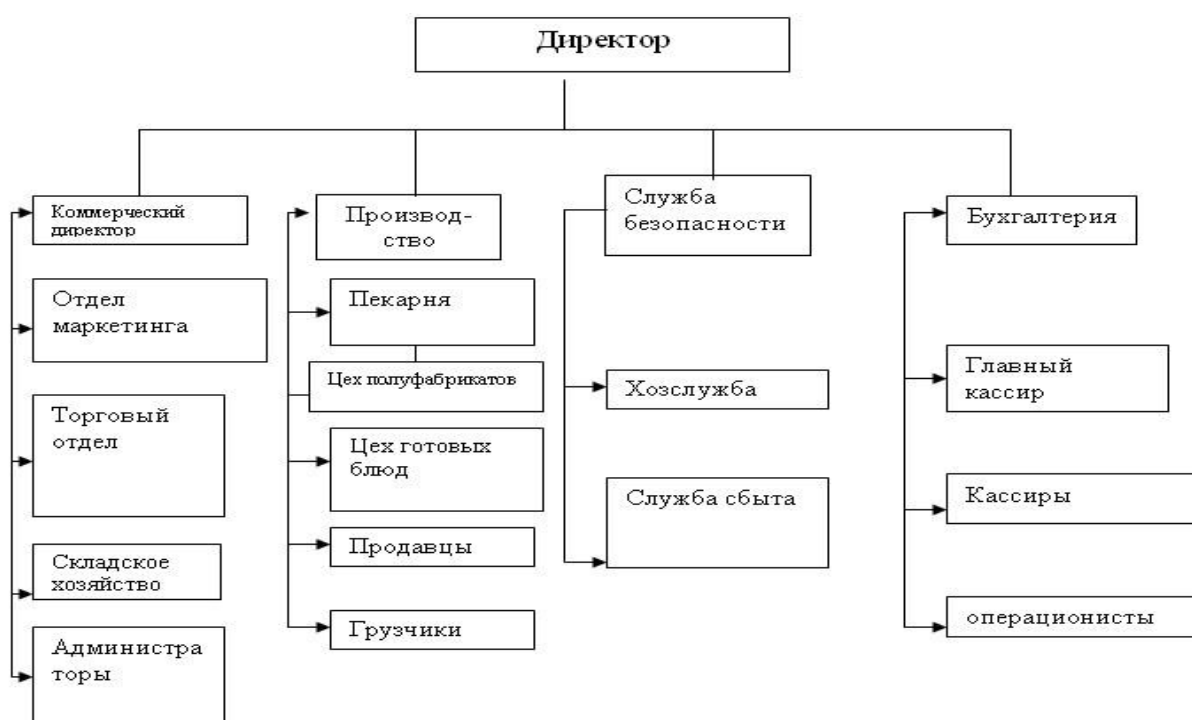 Директор
Коммерческий
директор
Отдел
маркетинга
Торговый
отдел
Складское
хозяйство
Администра
торы
Производ-
ство
Пекарня
Цех полуфабрикатов
Цех готовых
блюд
Продавцы
Грузчики
Служба
безопасности
Хозслужба
Служба сбыта
Бухгалтерия
Главный
кассир
Кассиры
операционисты